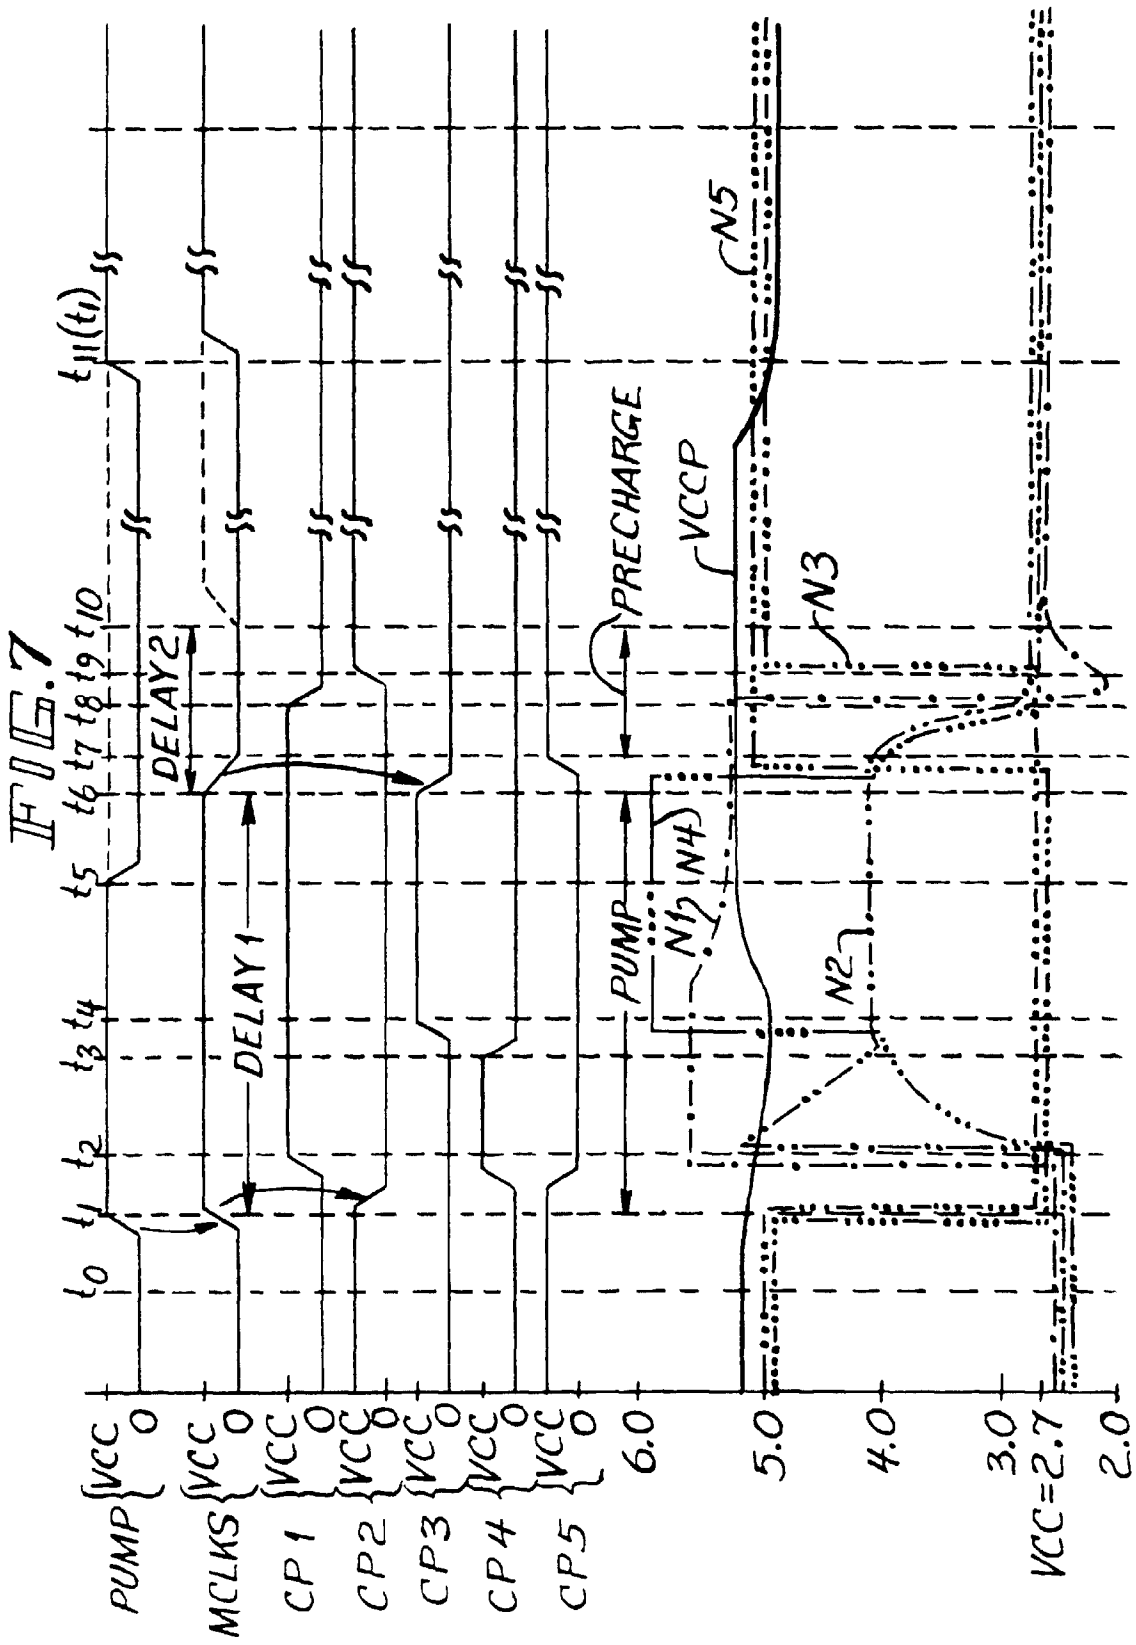 FIG. 7
t0 t1 t2 t3 t4 t5 t6 t7 t8 t9 t10 t11(t1)
PUMP { VCC
0
MCLKS { VCC
0
DELAY 1
DELAY 2
CP1 { VCC
0
CP2 { VCC
0
CP3 { VCC
0
CP4 { VCC
0
CP5 { VCC
0
PUMP
PRECHARGE
6.0
N1
N4
VCCP
N5
5.0
N2
N3
4.0
3.0
VCC=2.7
2.0